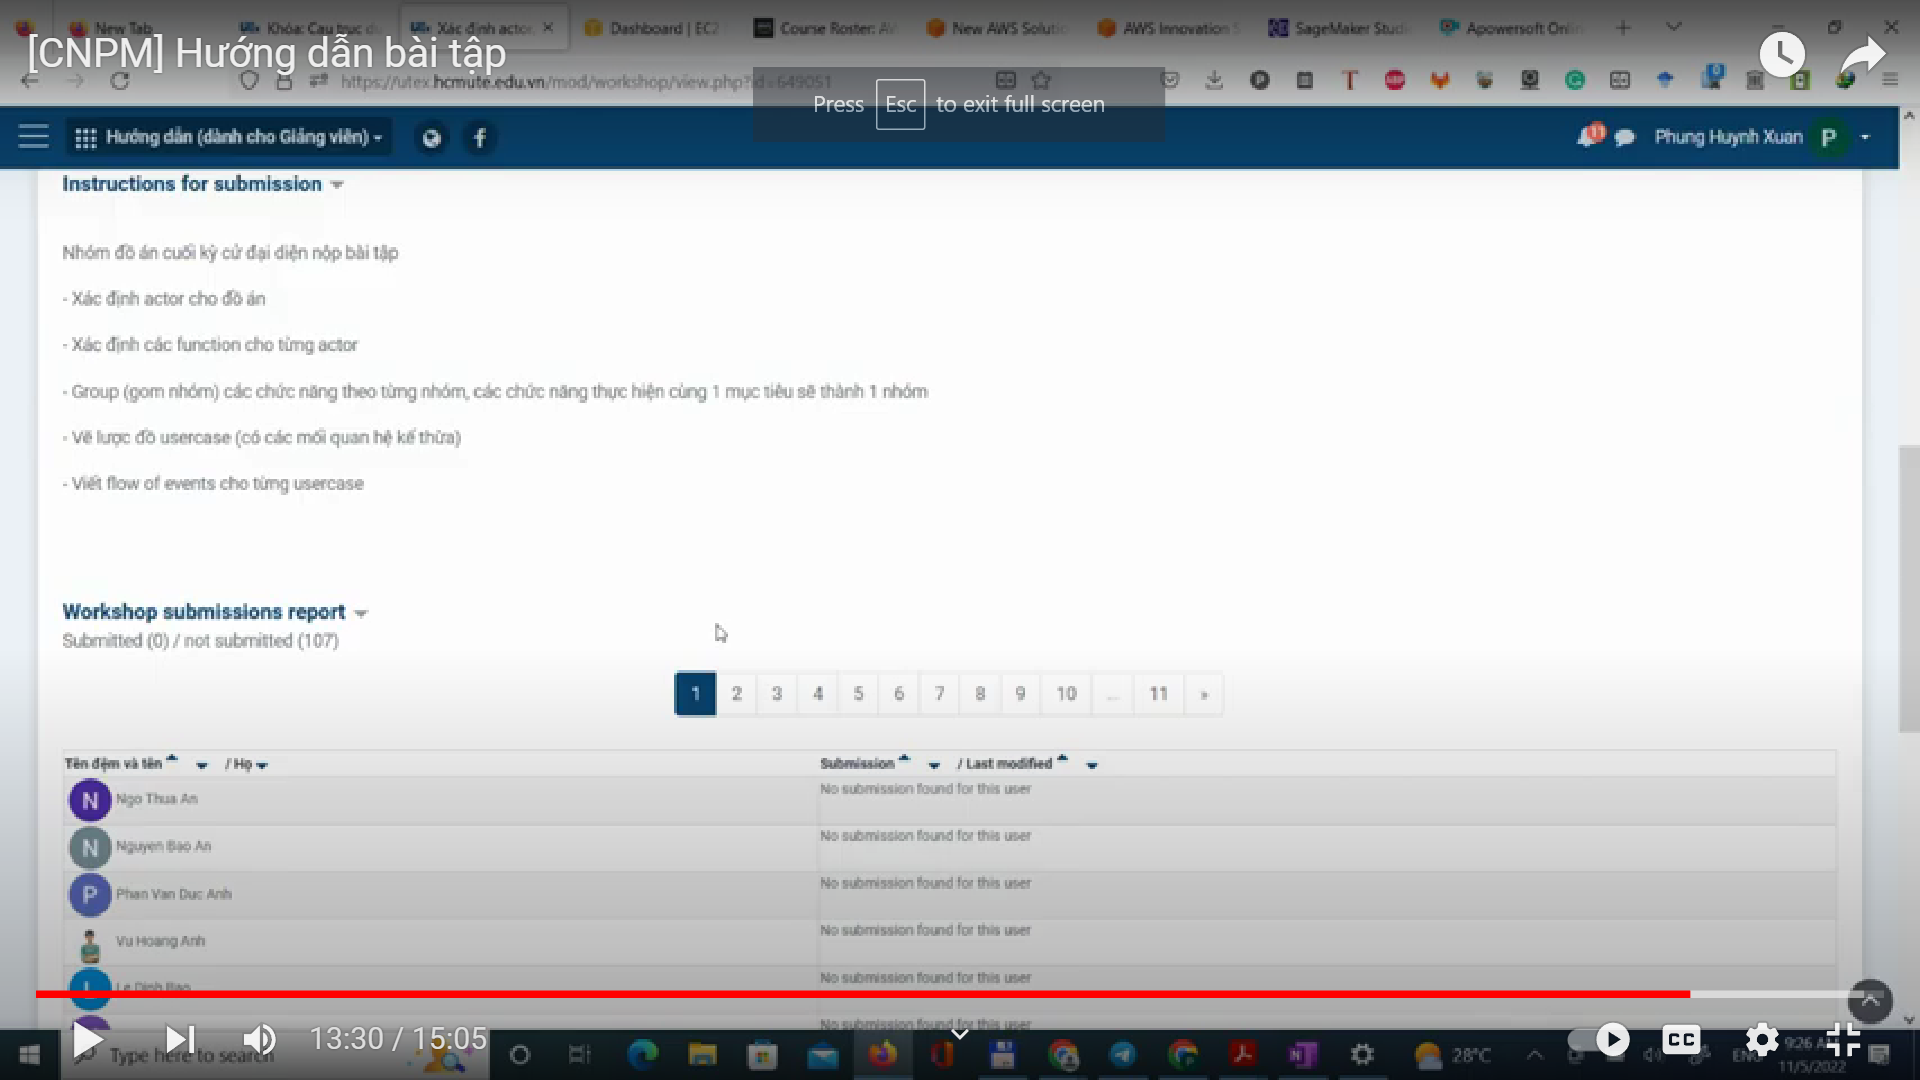 New Tab
Khóa: Cau truc d
Xác định actor
Dashboard | EC2
Course Roster: A
New AWS Soluti
AWS Innovation S
SageMaker Studi
Apowersoft Onlin
[CNPM] Hướng dẫn bài tập
https://utex.hcmute.edu.vn/mod/workshop/view.php?id=649051
Press Esc to exit full screen
Hướng dẫn (dành cho Giảng viên)
11
Phung Huynh Xuan
P
Instructions for submission
Nhóm đồ án cuối kỳ cử đại diện nộp bài tập
- Xác định actor cho đồ án
- Xác định các function cho từng actor
- Group (gom nhóm) các chức năng theo từng nhóm, các chức năng thực hiện cùng 1 mục tiêu sẽ thành 1 nhóm
- Vẽ lược đồ usercase (có các mối quan hệ kế thừa)
- Viết flow of events cho từng usercase
Workshop submissions report
Submitted (0) / not submitted (107)
1 2 3 4 5 6 7 8 9 10 ... 11 »
Tên đệm và tên / Họ
Submission / Last modified
N Ngo Thua An
No submission found for this user
N Nguyen Bao An
No submission found for this user
P Phan Van Duc Anh
No submission found for this user
Vu Hoang Anh
No submission found for this user
L Le Dinh Bao
No submission found for this user
No submission found for this user
13:30 / 15:05
CC
Type here to search
28°C
ENG
9:26 AM
11/5/2022